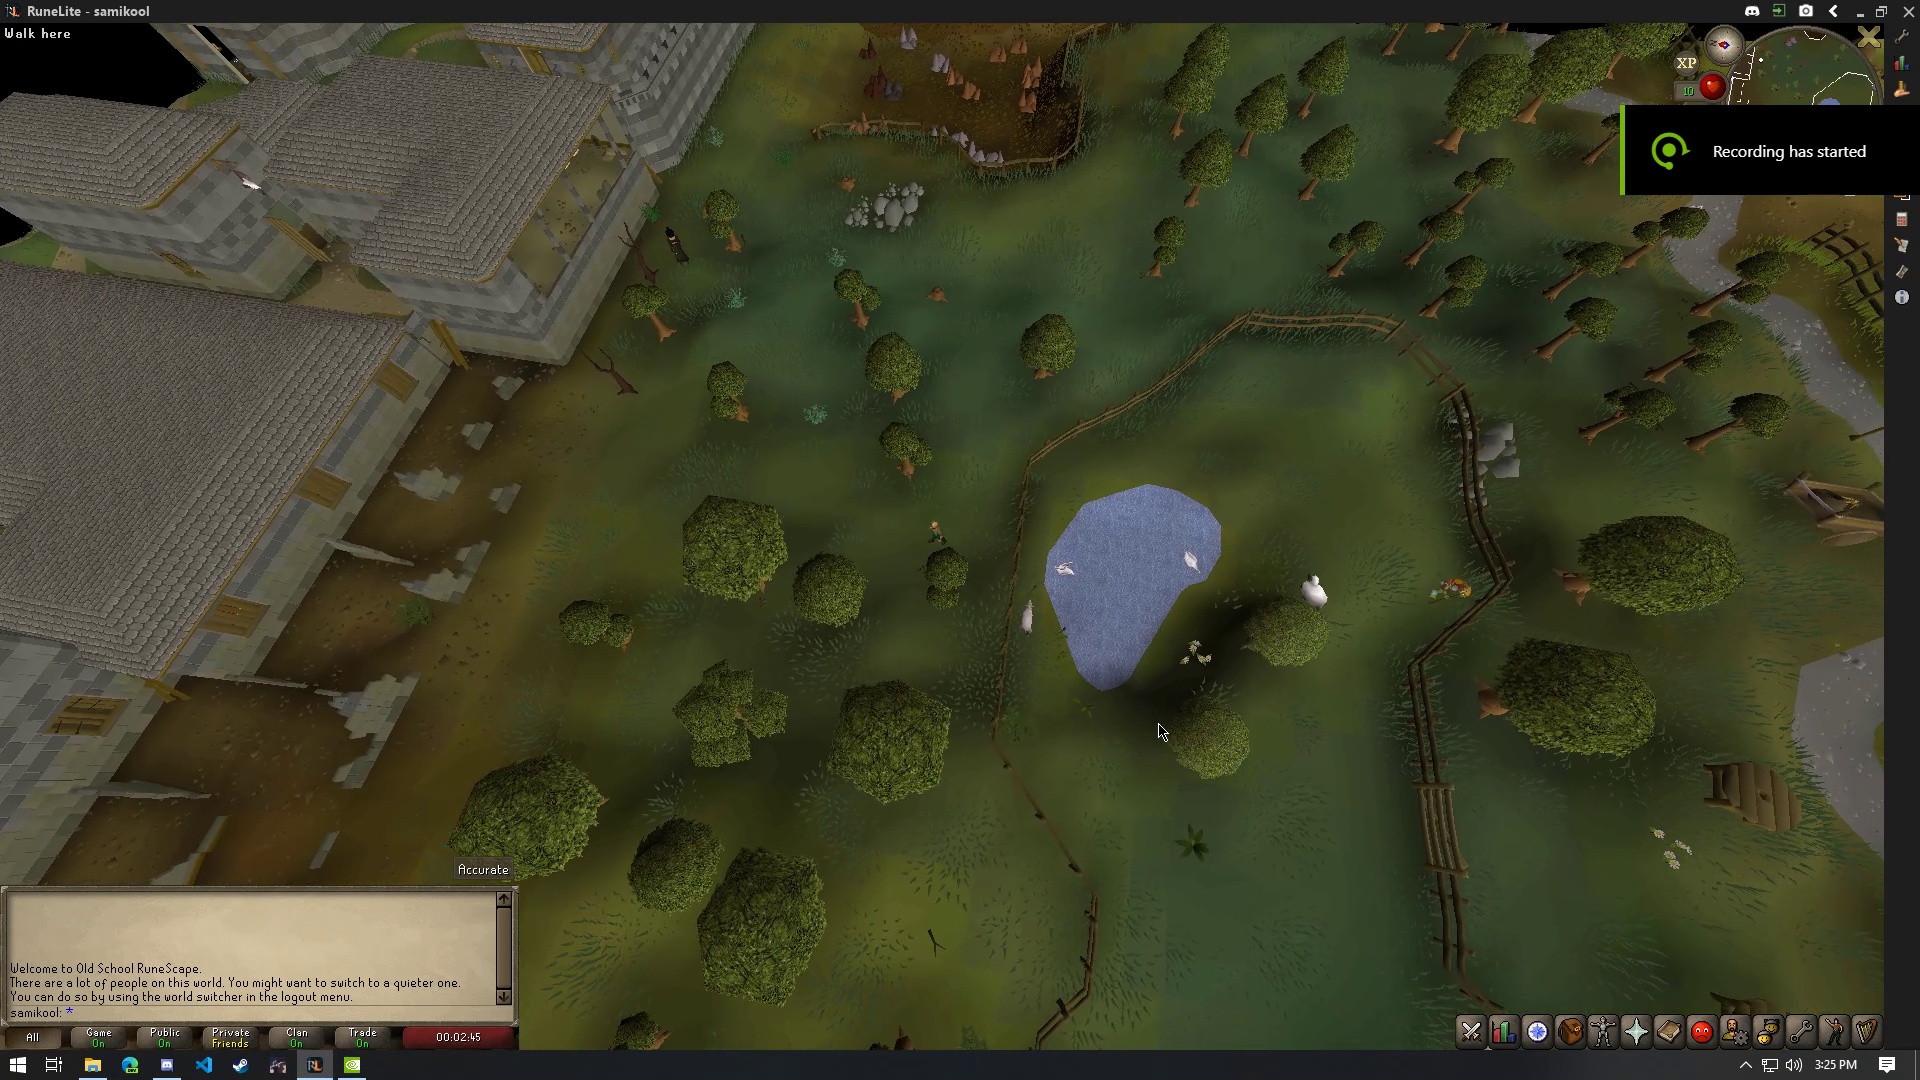 RuneLite - samikool
Walk here
XP
10
Recording has started
Accurate
Welcome to Old School RuneScape.
There are a lot of people on this world. You might want to switch to a quieter one.
You can do so by using the world switcher in the logout menu.
samikool: *
All
Game
On
Public
On
Private
Friends
Clan
On
Trade
On
00:02:45
3:25 PM